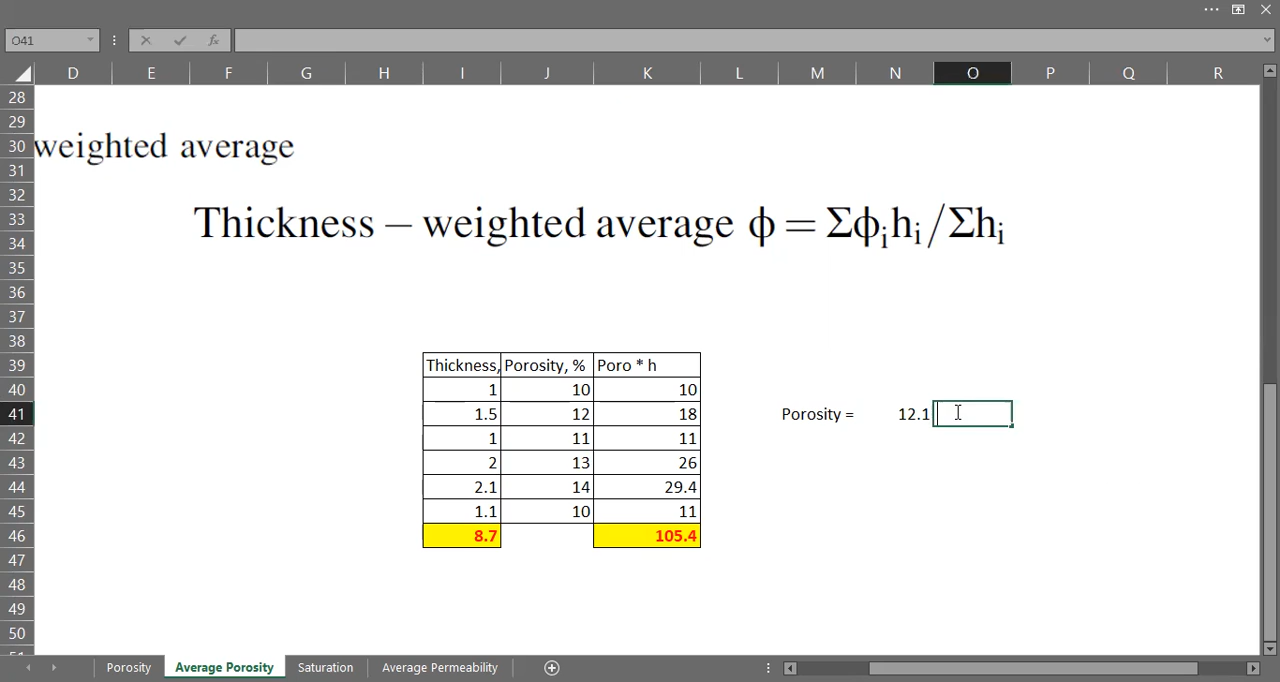 O41
D E F G H I J K L M N O P Q R
28
29
30 weighted average
31
32
33 Thickness – weighted average ϕ = Σϕᵢhᵢ/Σhᵢ
34
35
36
37
38
39 Thickness, Porosity, % Poro * h
40 1 10 10
41 1.5 12 18 Porosity = 12.1
42 1 11 11
43 2 13 26
44 2.1 14 29.4
45 1.1 10 11
46 8.7 105.4
47
48
49
50
Porosity Average Porosity Saturation Average Permeability